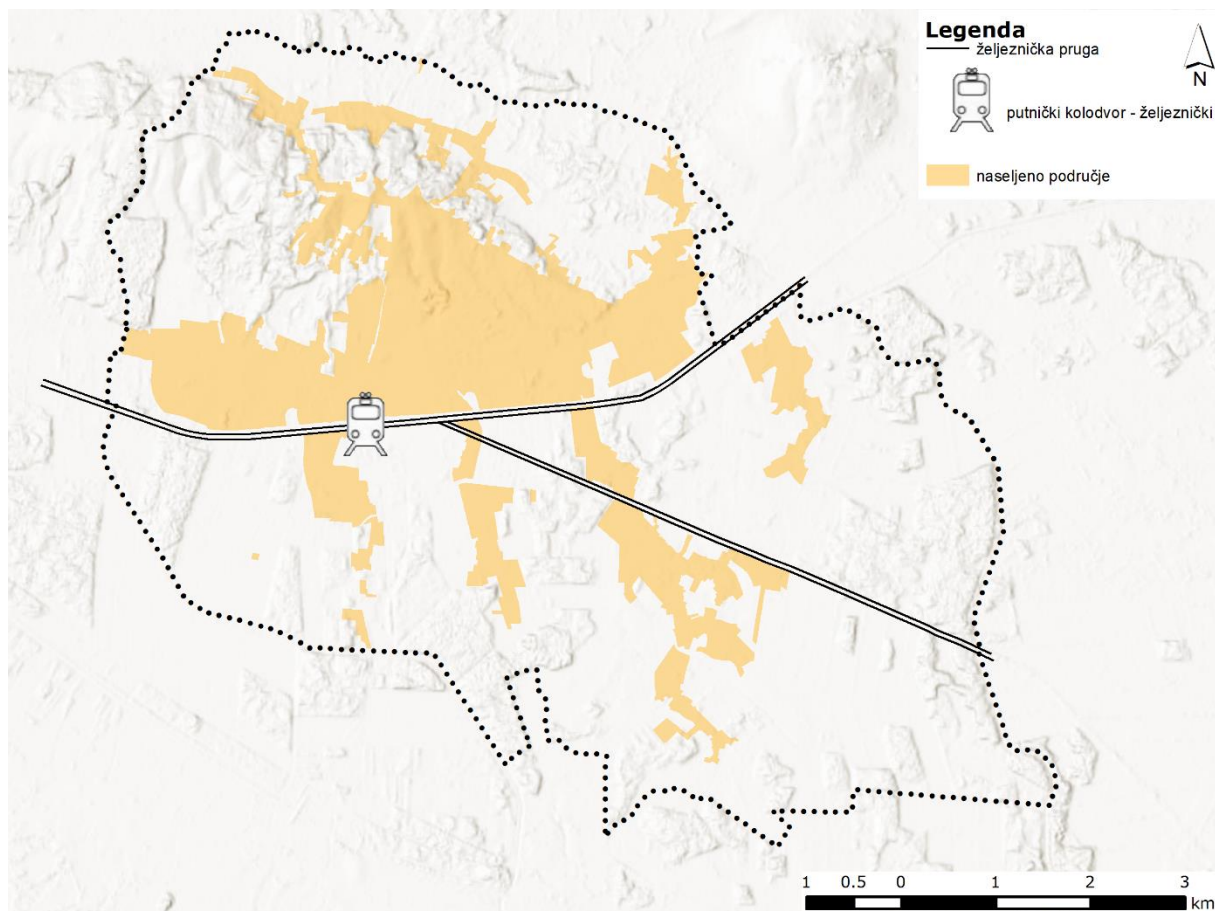 Legenda
željeznička pruga
N
putnički kolodvor - željeznički
naseljeno područje
1 0.5 0 1 2 3
km